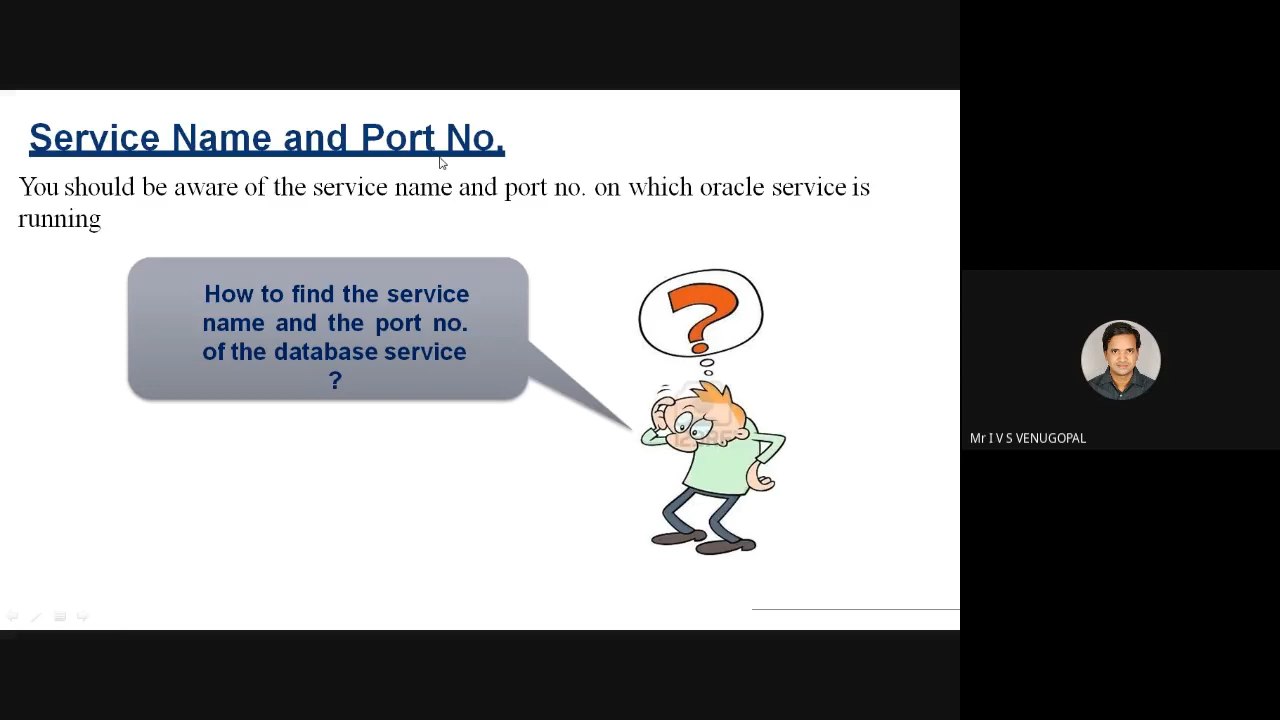 Service Name and Port No.
You should be aware of the service name and port no. on which oracle service is
running
How to find the service
name and the port no.
of the database service
?
Mr I V S VENUGOPAL